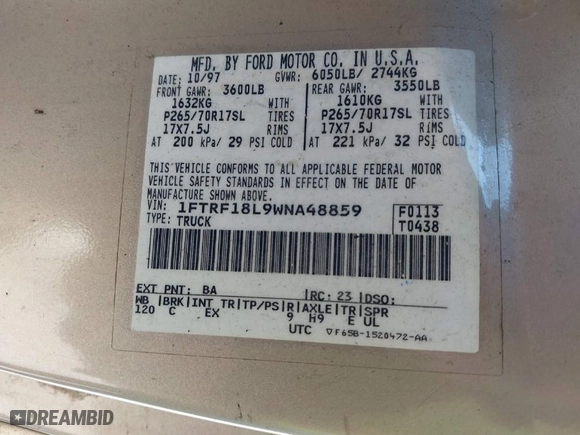 MFD. BY FORD MOTOR CO. IN U.S.A.
DATE: 10/97 GVWR: 6050LB/ 2744KG
FRONT GAWR: 3600LB REAR GAWR: 3550LB
1632KG WITH 1610KG WITH
P265/70R17SL TIRES P265/70R17SL TIRES
17X7.5J RIMS 17X7.5J RIMS
AT 200 kPa/ 29 PSI COLD AT 221 kPa/ 32 PSI COLD
THIS VEHICLE CONFORMS TO ALL APPLICABLE FEDERAL MOTOR
VEHICLE SAFETY STANDARDS IN EFFECT ON THE DATE OF
MANUFACTURE SHOWN ABOVE.
VIN: 1FTRF18L9WNA48859 F0113
TYPE: TRUCK T0438
EXT PNT: BA RC: 23 DSO:
WB BRK INT TR TP/PS R AXLE TR SPR
120 C EX 9 H9 E UL
UTC ▽F65B-1520472-AA
DREAMBID